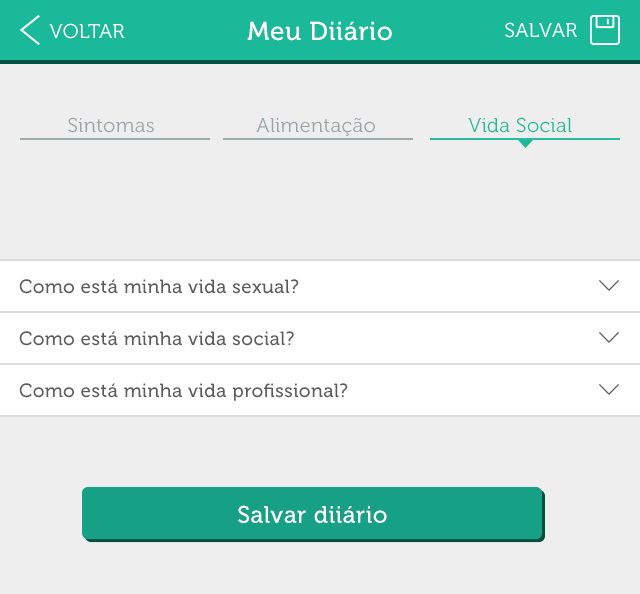 VOLTAR Meu Diiário SALVAR
Sintomas Alimentação Vida Social
Como está minha vida sexual?
Como está minha vida social?
Como está minha vida profissional?
Salvar diiário